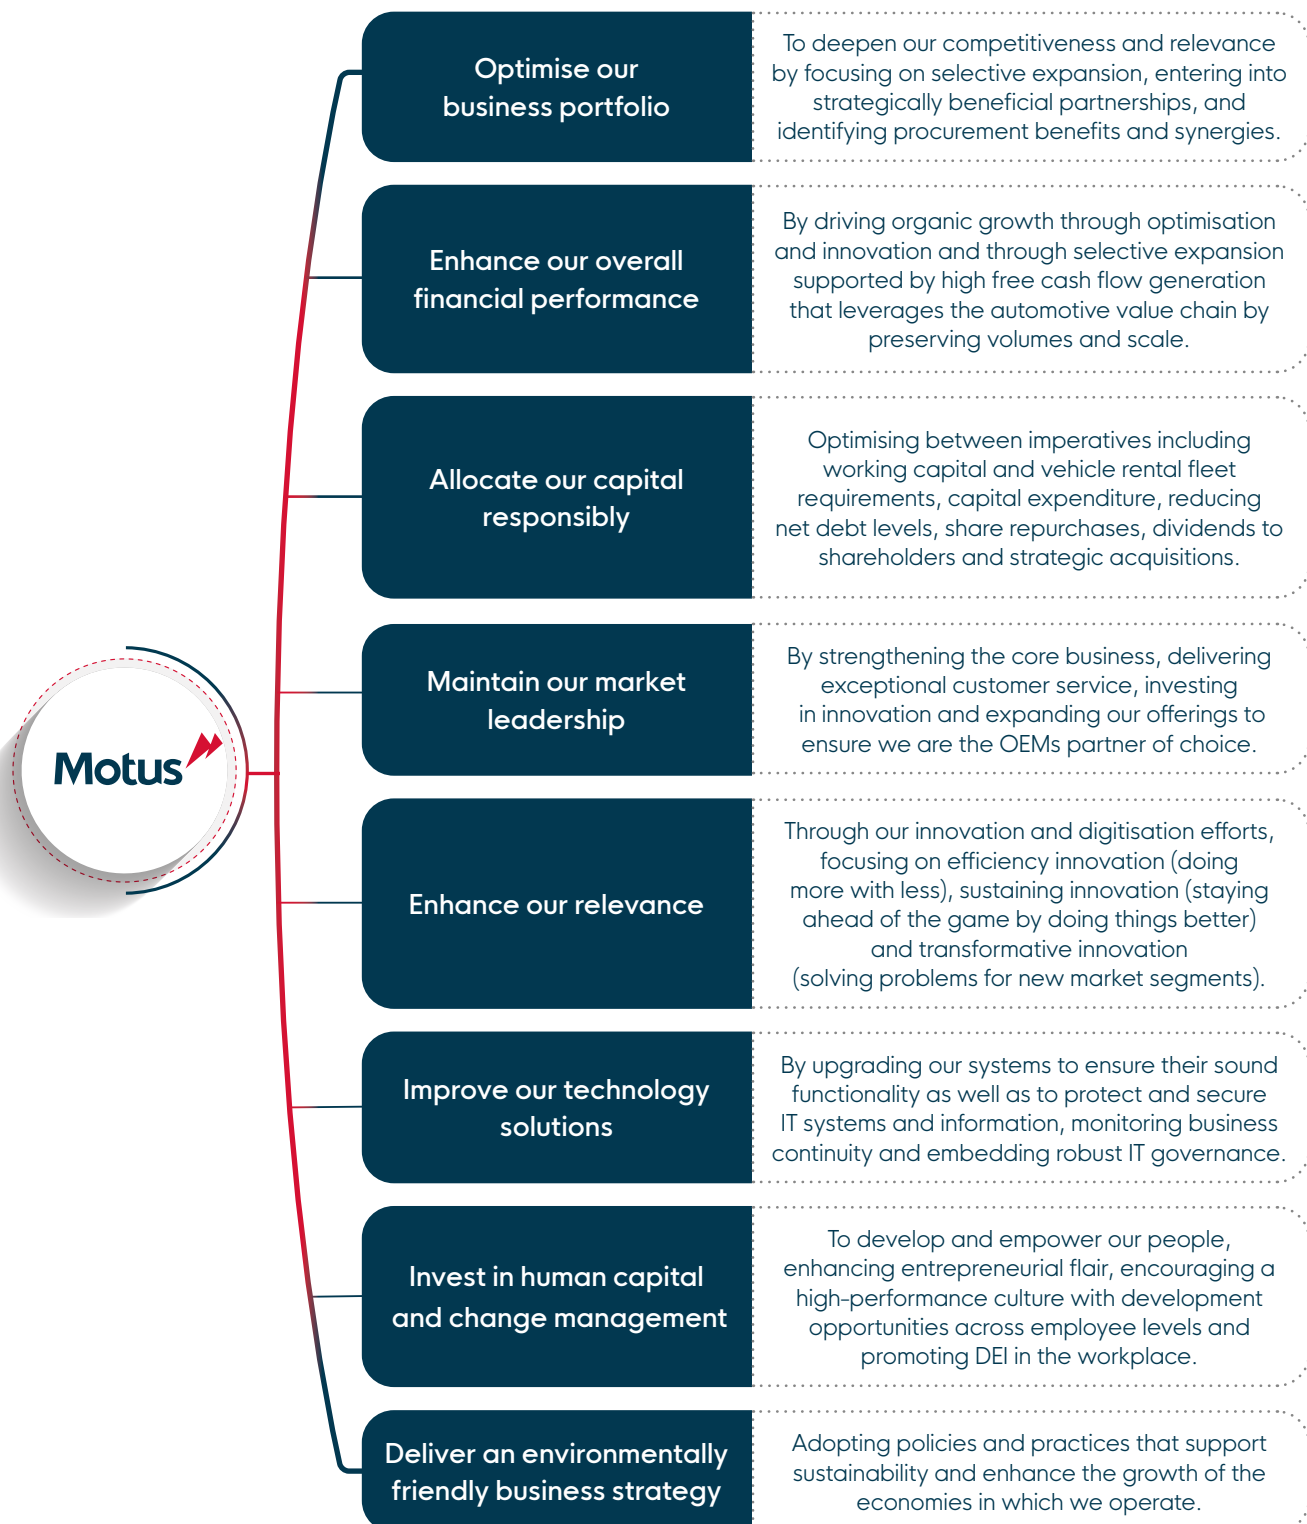 Optimise our
business portfolio
To deepen our competitiveness and relevance
by focusing on selective expansion, entering into
strategically beneficial partnerships, and
identifying procurement benefits and synergies.
Enhance our overall
financial performance
By driving organic growth through optimisation
and innovation and through selective expansion
supported by high free cash flow generation
that leverages the automotive value chain by
preserving volumes and scale.
Allocate our capital
responsibly
Optimising between imperatives including
working capital and vehicle rental fleet
requirements, capital expenditure, reducing
net debt levels, share repurchases, dividends to
shareholders and strategic acquisitions.
Maintain our market
leadership
By strengthening the core business, delivering
exceptional customer service, investing
in innovation and expanding our offerings to
ensure we are the OEMs partner of choice.
Motus
Enhance our relevance
Through our innovation and digitisation efforts,
focusing on efficiency innovation (doing
more with less), sustaining innovation (staying
ahead of the game by doing things better)
and transformative innovation
(solving problems for new market segments).
Improve our technology
solutions
By upgrading our systems to ensure their sound
functionality as well as to protect and secure
IT systems and information, monitoring business
continuity and embedding robust IT governance.
Invest in human capital
and change management
To develop and empower our people,
enhancing entrepreneurial flair, encouraging a
high-performance culture with development
opportunities across employee levels and
promoting DEI in the workplace.
Deliver an environmentally
friendly business strategy
Adopting policies and practices that support
sustainability and enhance the growth of the
economies in which we operate.